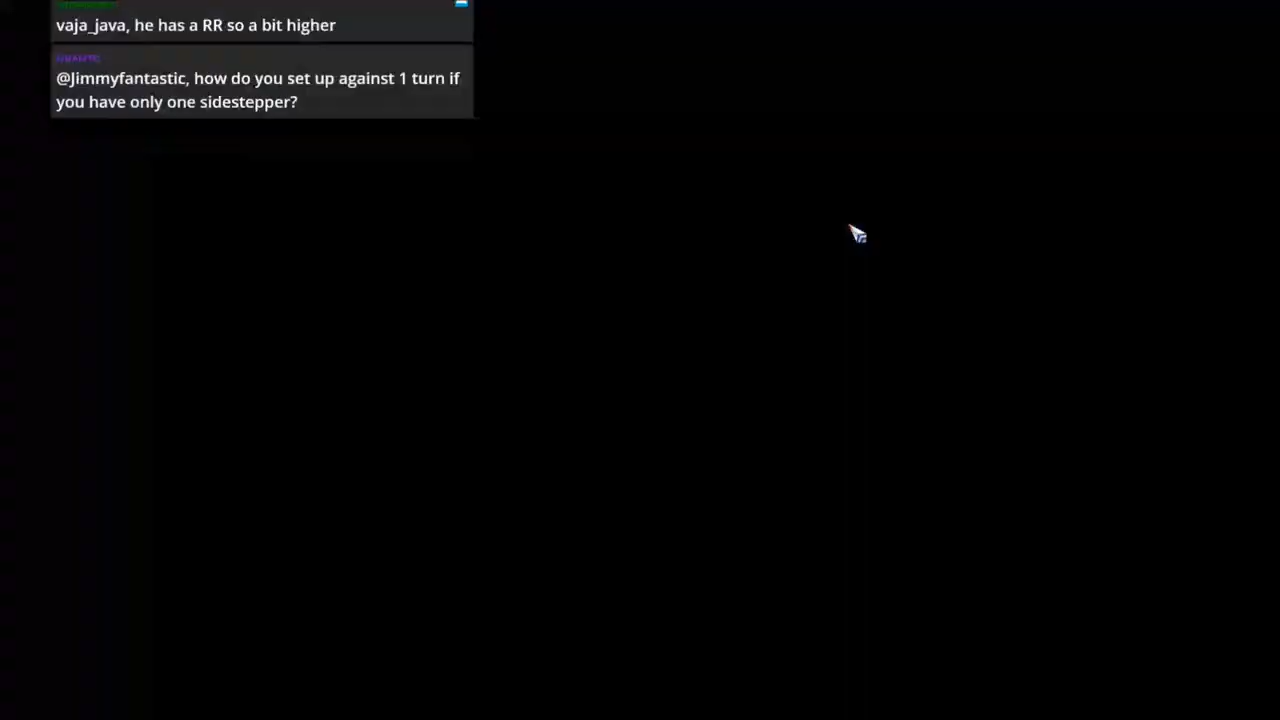 vaja_java, he has a RR so a bit higher
@Jimmyfantastic, how do you set up against 1 turn if
you have only one sidestepper?